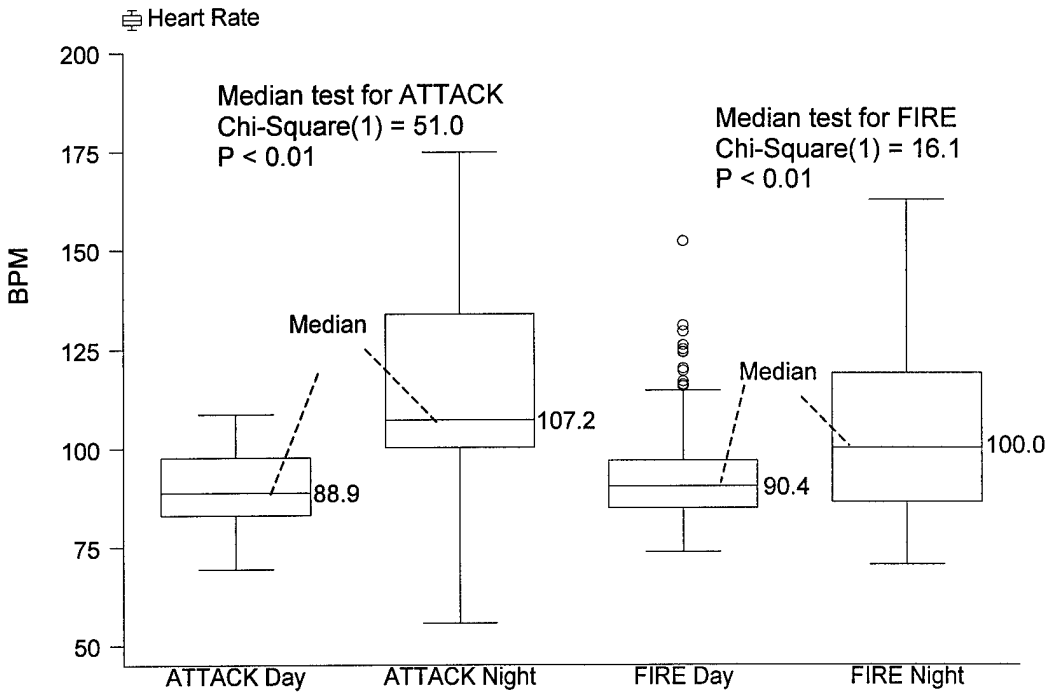 Heart Rate
200
175
150
125
100
75
50
BPM
Median test for ATTACK
Chi-Square(1) = 51.0
P < 0.01
Median test for FIRE
Chi-Square(1) = 16.1
P < 0.01
Median
Median
88.9
107.2
90.4
100.0
ATTACK Day
ATTACK Night
FIRE Day
FIRE Night